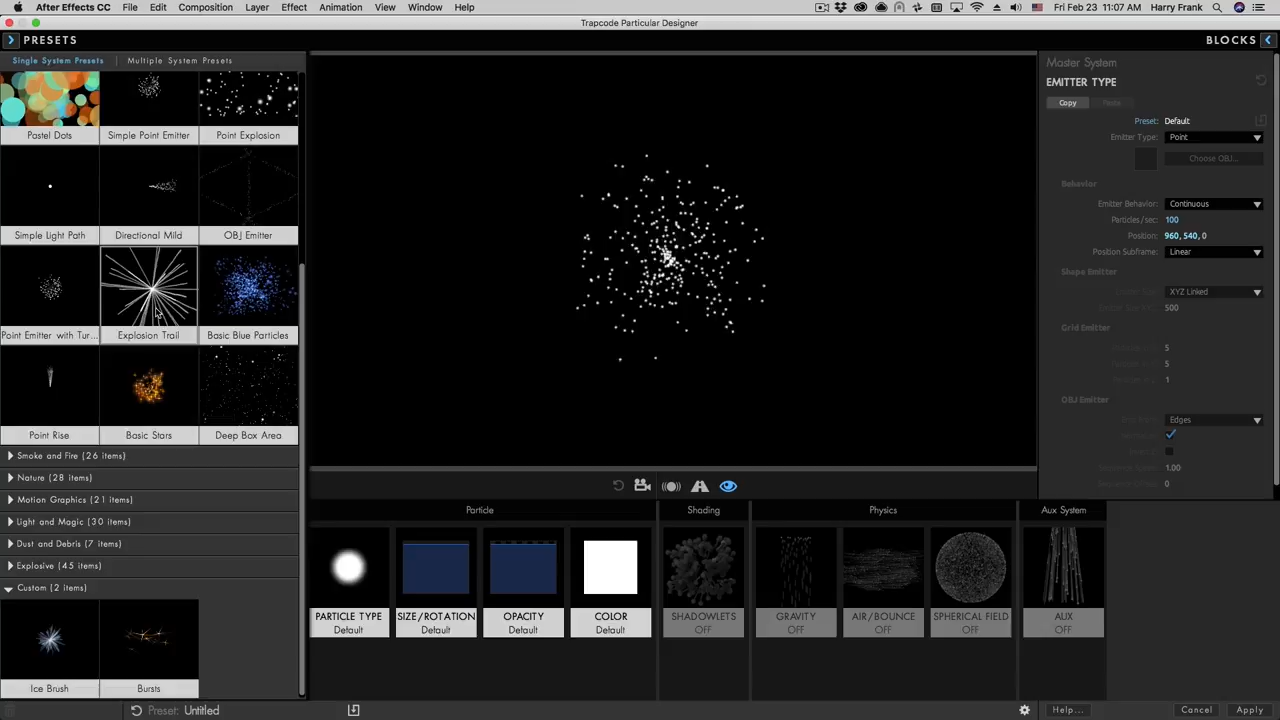 After Effects CC File Edit Composition Layer Effect Animation View Window Help Fri Feb 23 11:07 AM Harry Frank
Trapcode Particular Designer
PRESETS
BLOCKS
Single System Presets | Multiple System Presets
Pastel Dots
Simple Point Emitter
Point Explosion
Simple Light Path
Directional Mild
OBJ Emitter
Point Emitter with Tur...
Explosion Trail
Basic Blue Particles
Point Rise
Basic Stars
Deep Box Area
Smoke and Fire (26 items)
Nature (28 items)
Motion Graphics (21 items)
Light and Magic (30 items)
Dust and Debris (7 items)
Explosive (45 items)
Custom (2 items)
Ice Brush
Bursts
Preset: Untitled
Particle
Shading
Physics
Aux System
PARTICLE TYPE
Default
SIZE/ROTATION
Default
OPACITY
Default
COLOR
Default
SHADOWLETS
OFF
GRAVITY
OFF
AIR/BOUNCE
OFF
SPHERICAL FIELD
OFF
AUX
OFF
Master System
EMITTER TYPE
Copy Paste
Preset: Default
Emitter Type: Point
Choose OBJ...
Behavior
Emitter Behavior: Continuous
Particles/sec: 100
Position: 960, 540, 0
Position Subframe: Linear
Shape Emitter
XYZ Linked
500
Grid Emitter
5
5
1
OBJ Emitter
Edges
1.00
0
Help... Cancel Apply